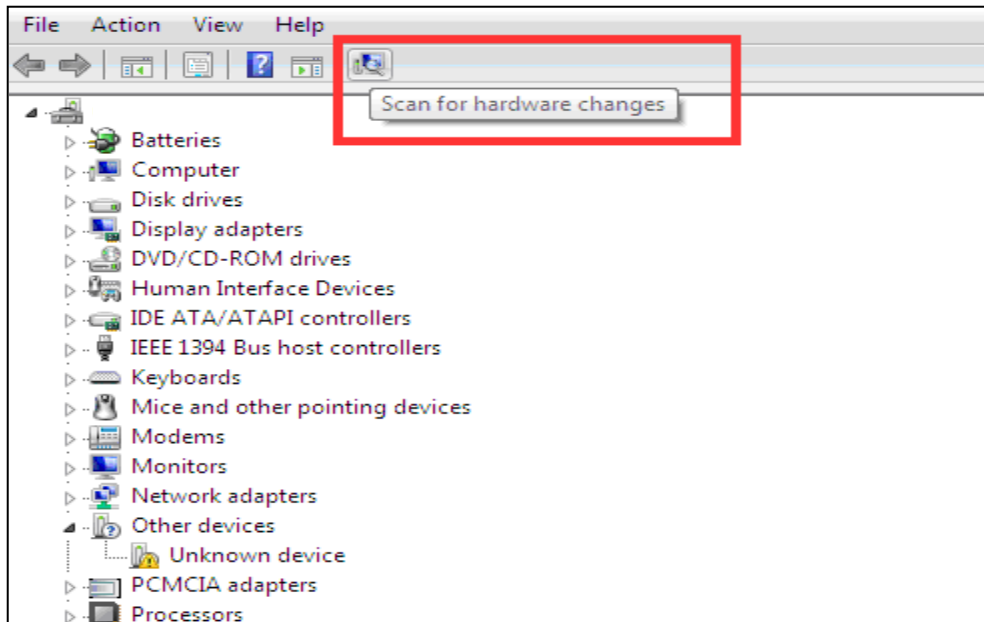 File Action View Help
Scan for hardware changes
Batteries
Computer
Disk drives
Display adapters
DVD/CD-ROM drives
Human Interface Devices
IDE ATA/ATAPI controllers
IEEE 1394 Bus host controllers
Keyboards
Mice and other pointing devices
Modems
Monitors
Network adapters
Other devices
Unknown device
PCMCIA adapters
Processors